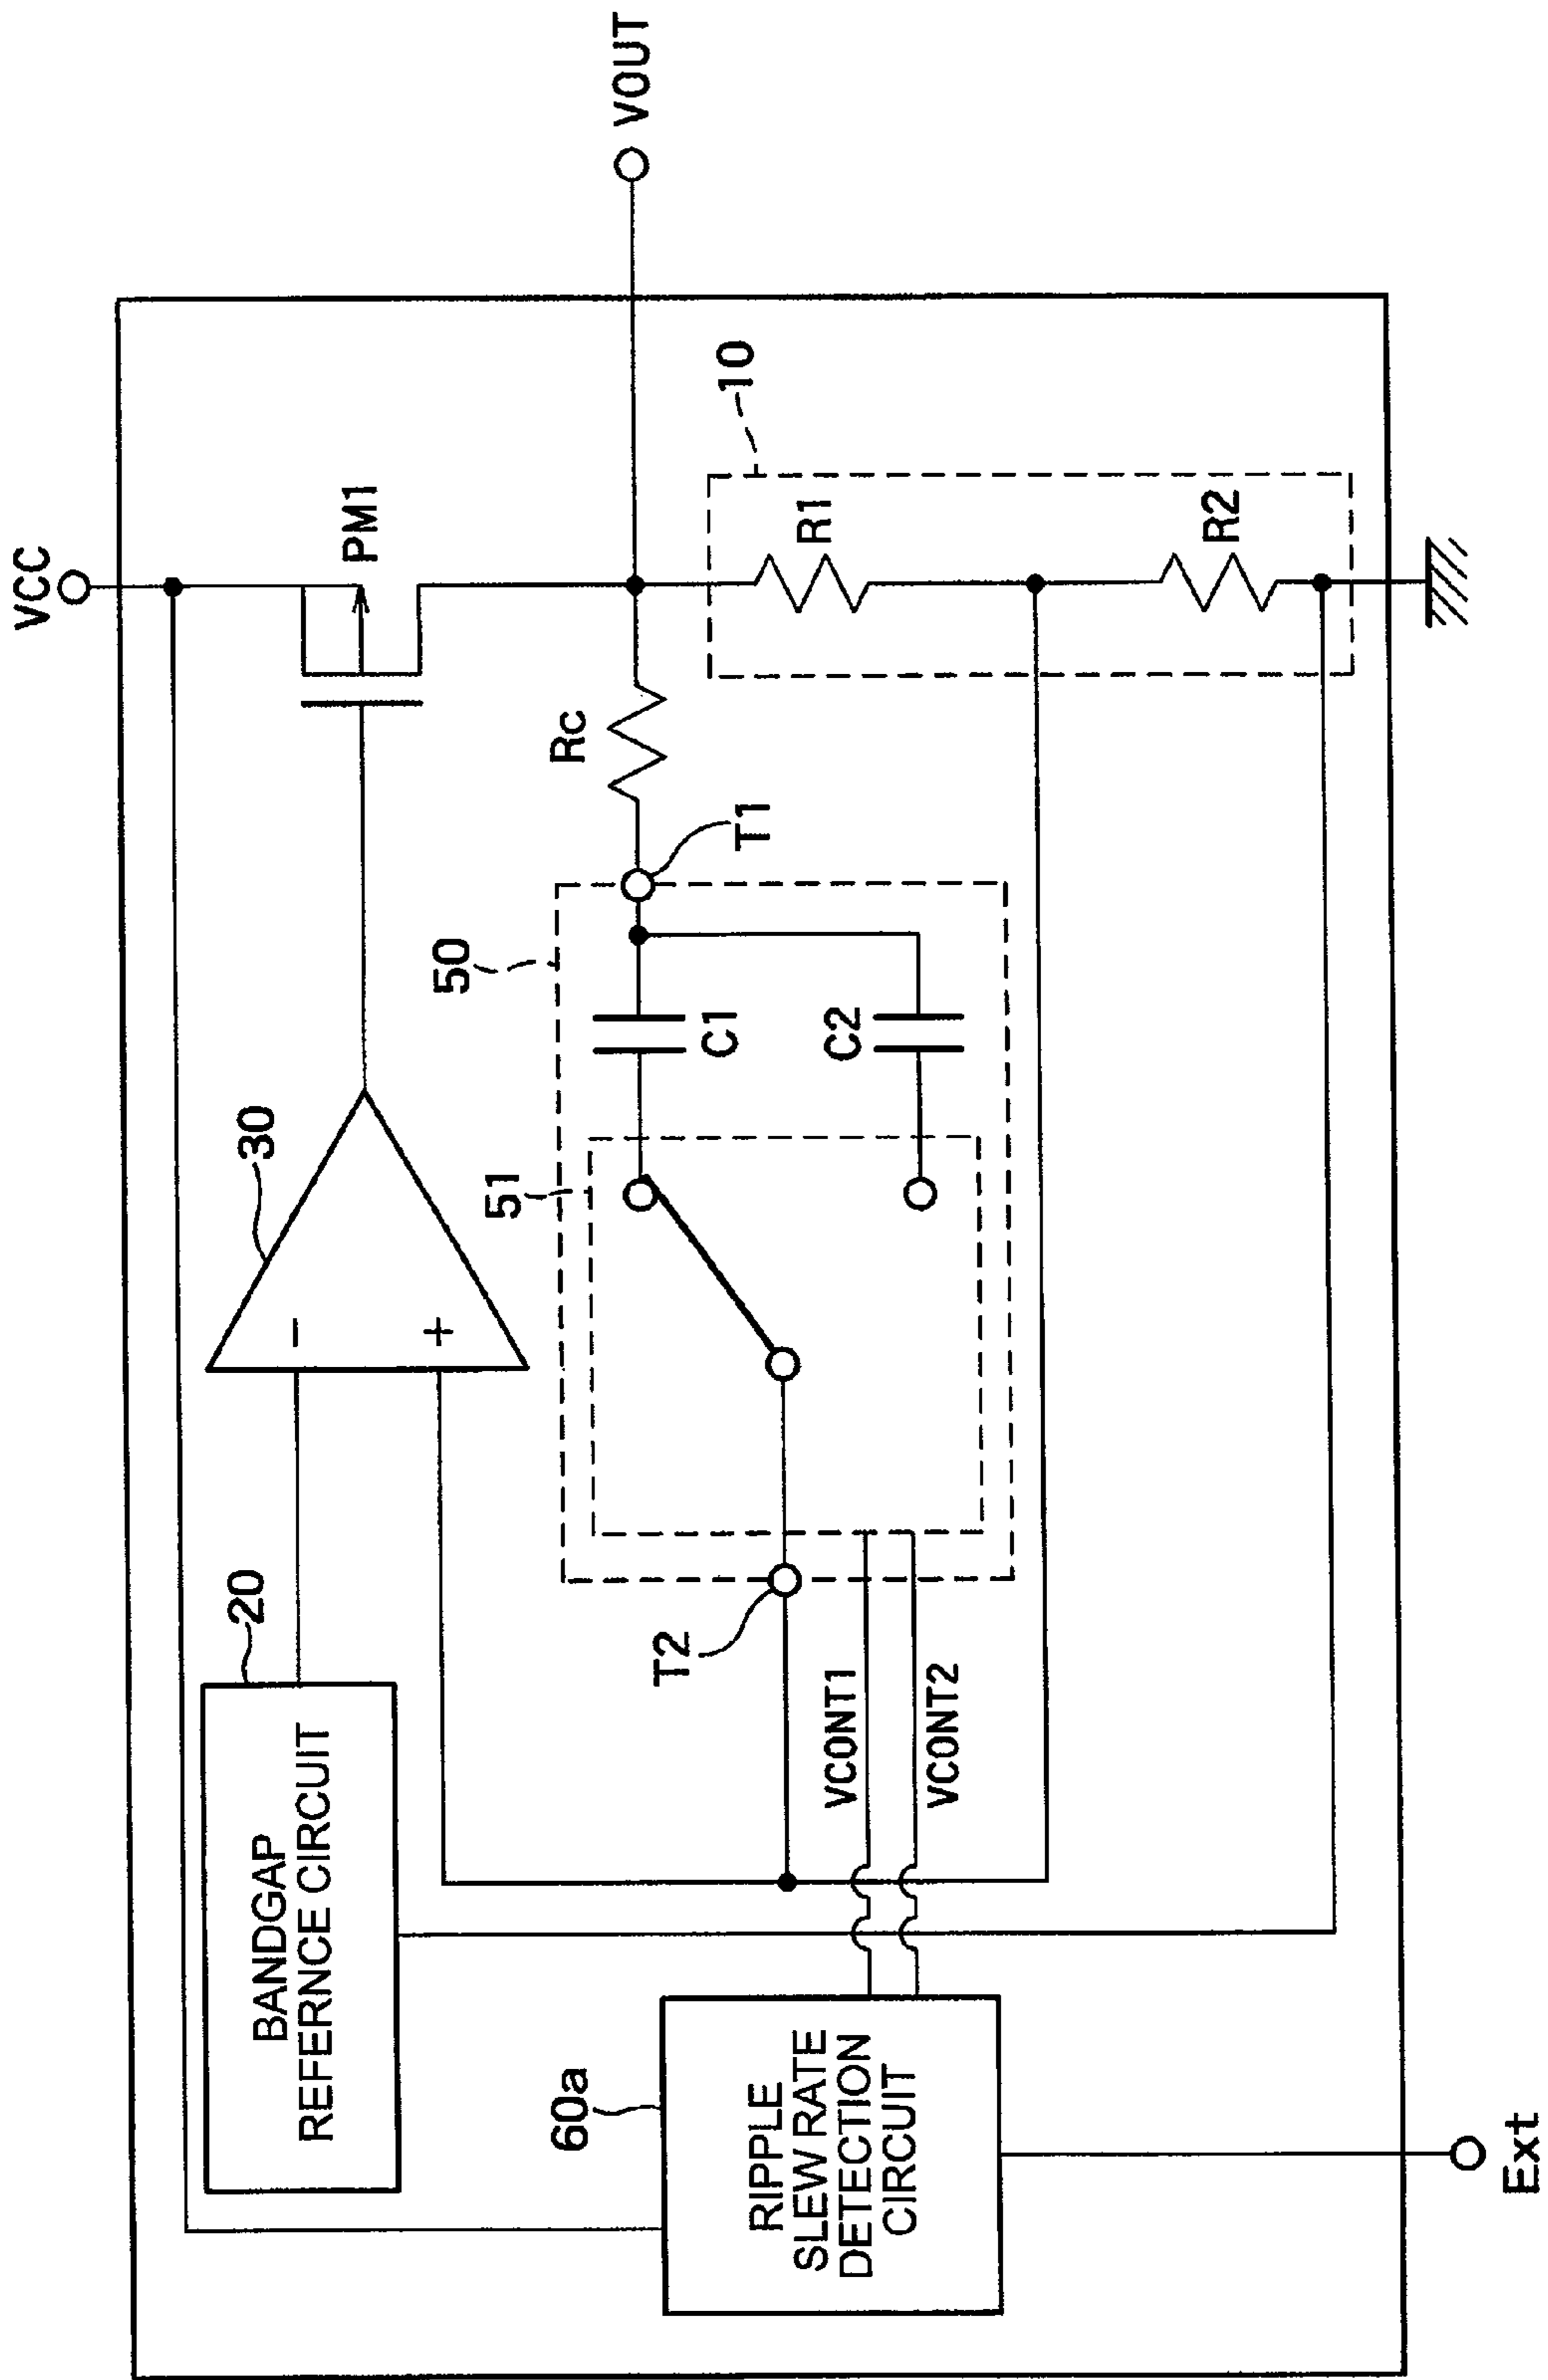 VCC
PM1
VOUT
10
R1
R2
Rc
T1
50
C1
C2
51
30
-
+
20
BANDGAP
REFERNCE CIRCUIT
T2
VCONT1
VCONT2
60a
RIPPLE
SLEW RATE
DETECTION
CIRCUIT
Ext